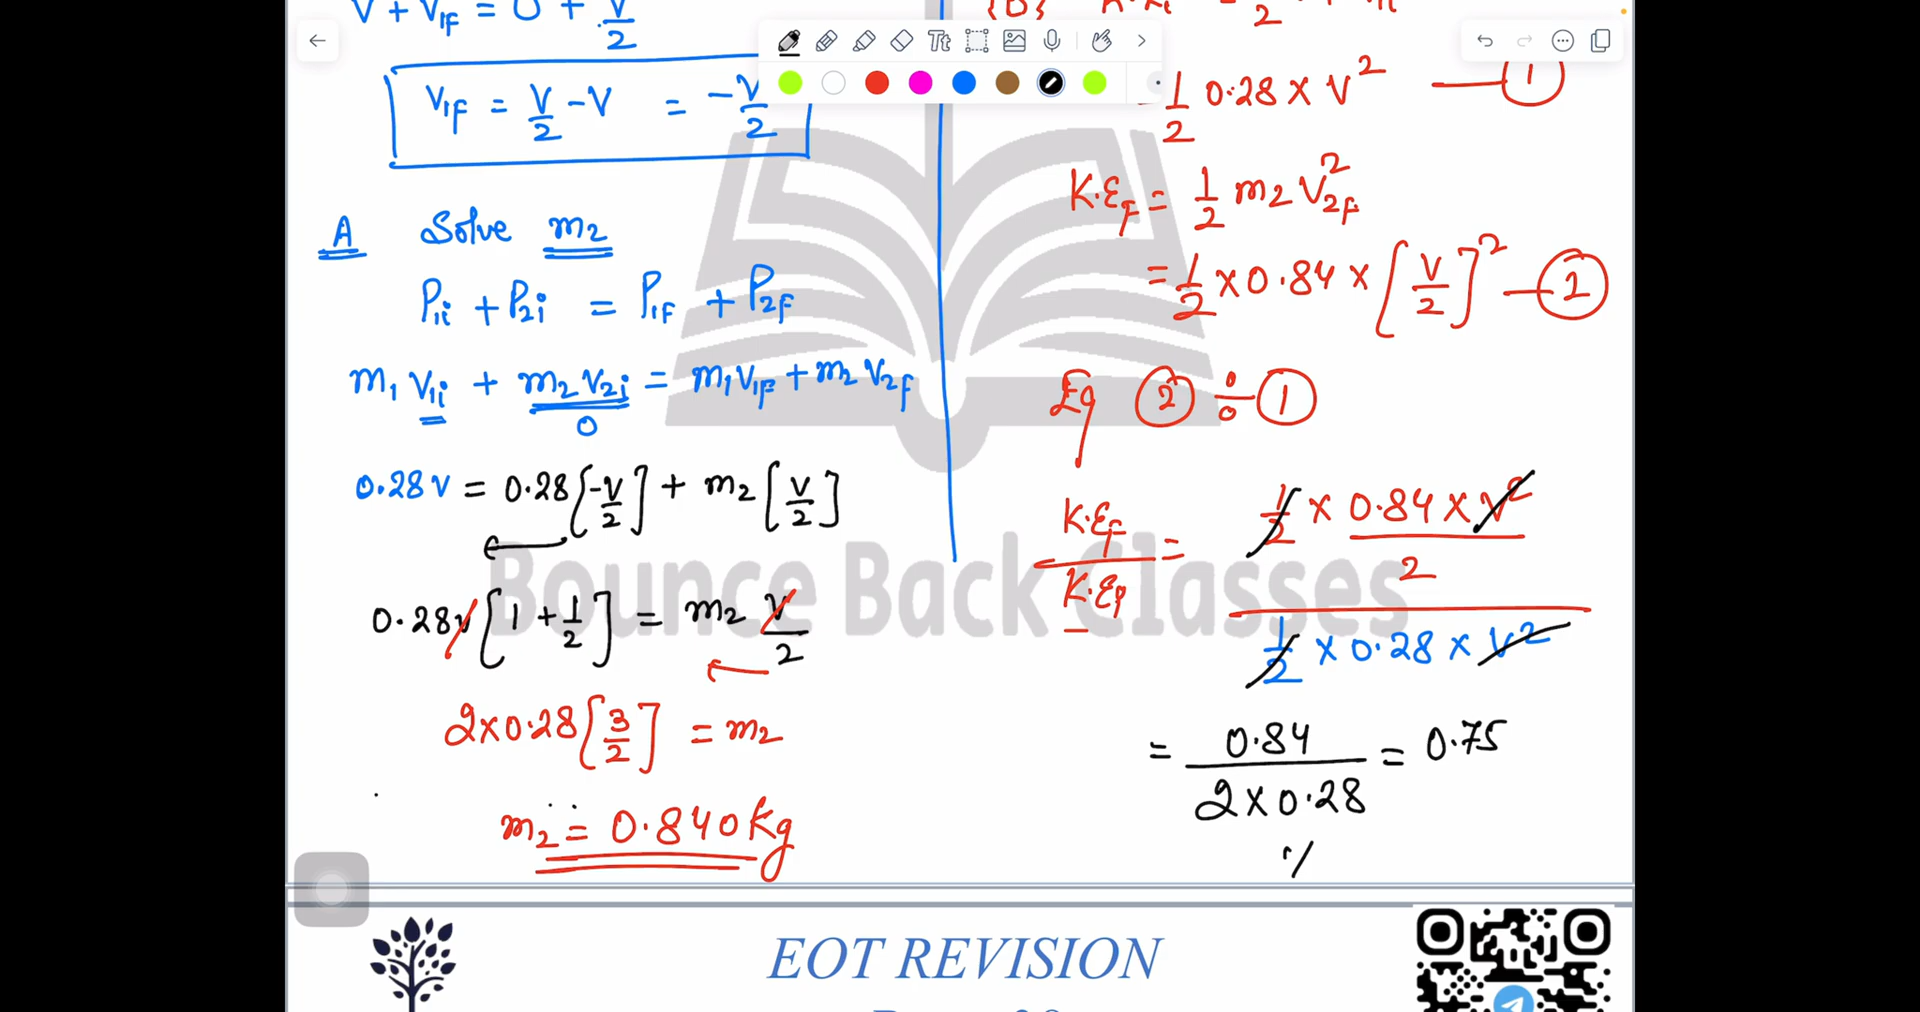 V + V1F = 0 + V/2
V1F = V/2 - V = -V/2
A Solve m2
P1i + P2i = P1F + P2F
m1 V1i + m2 V2i = m1 V1F + m2 V2F
0
0.28 V = 0.28 [-V/2] + m2 [V/2]
0.28 V [1 + 1/2] = m2 V/2
2 x 0.28 [3/2] = m2
m2 = 0.840 Kg
Tt
1/2 0.28 x V² — 1
K.EF = 1/2 m2 V2F²
= 1/2 x 0.84 x [V/2]² — 2
Eq 2 ÷ 1
K.EF / K.Ei = (1/2 x 0.84 x V² / 2) / (1/2 x 0.28 x V²)
= 0.84 / (2 x 0.28) = 0.75
Bounce Back Classes
EOT REVISION